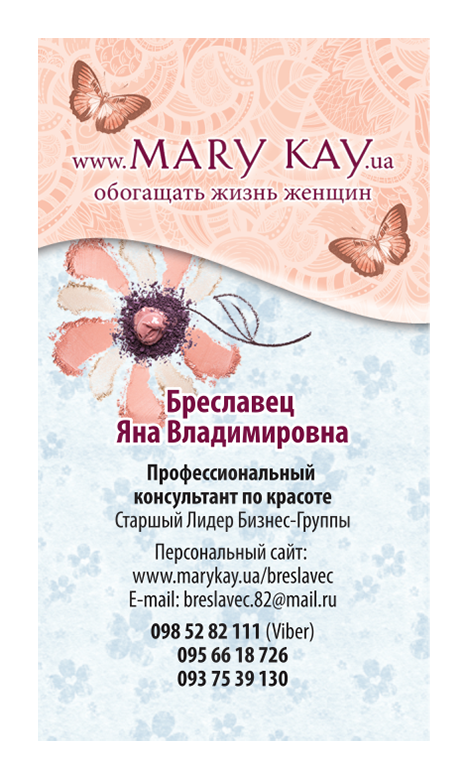 www.MARY KAY.ua
обогащать жизнь женщин
Бреславец
Яна Владимировна
Профессиональный
консультант по красоте
Старший Лидер Бизнес-Группы
Персональный сайт:
www.marykay.ua/breslavec
E-mail: breslavec.82@mail.ru
098 52 82 111 (Viber)
095 66 18 726
093 75 39 130